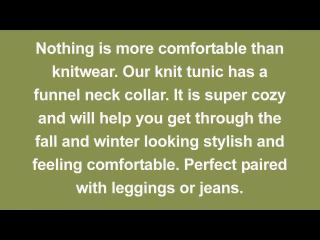 Nothing is more comfortable than
knitwear. Our knit tunic has a
funnel neck collar. It is super cozy
and will help you get through the
fall and winter looking stylish and
feeling comfortable. Perfect paired
with leggings or jeans.